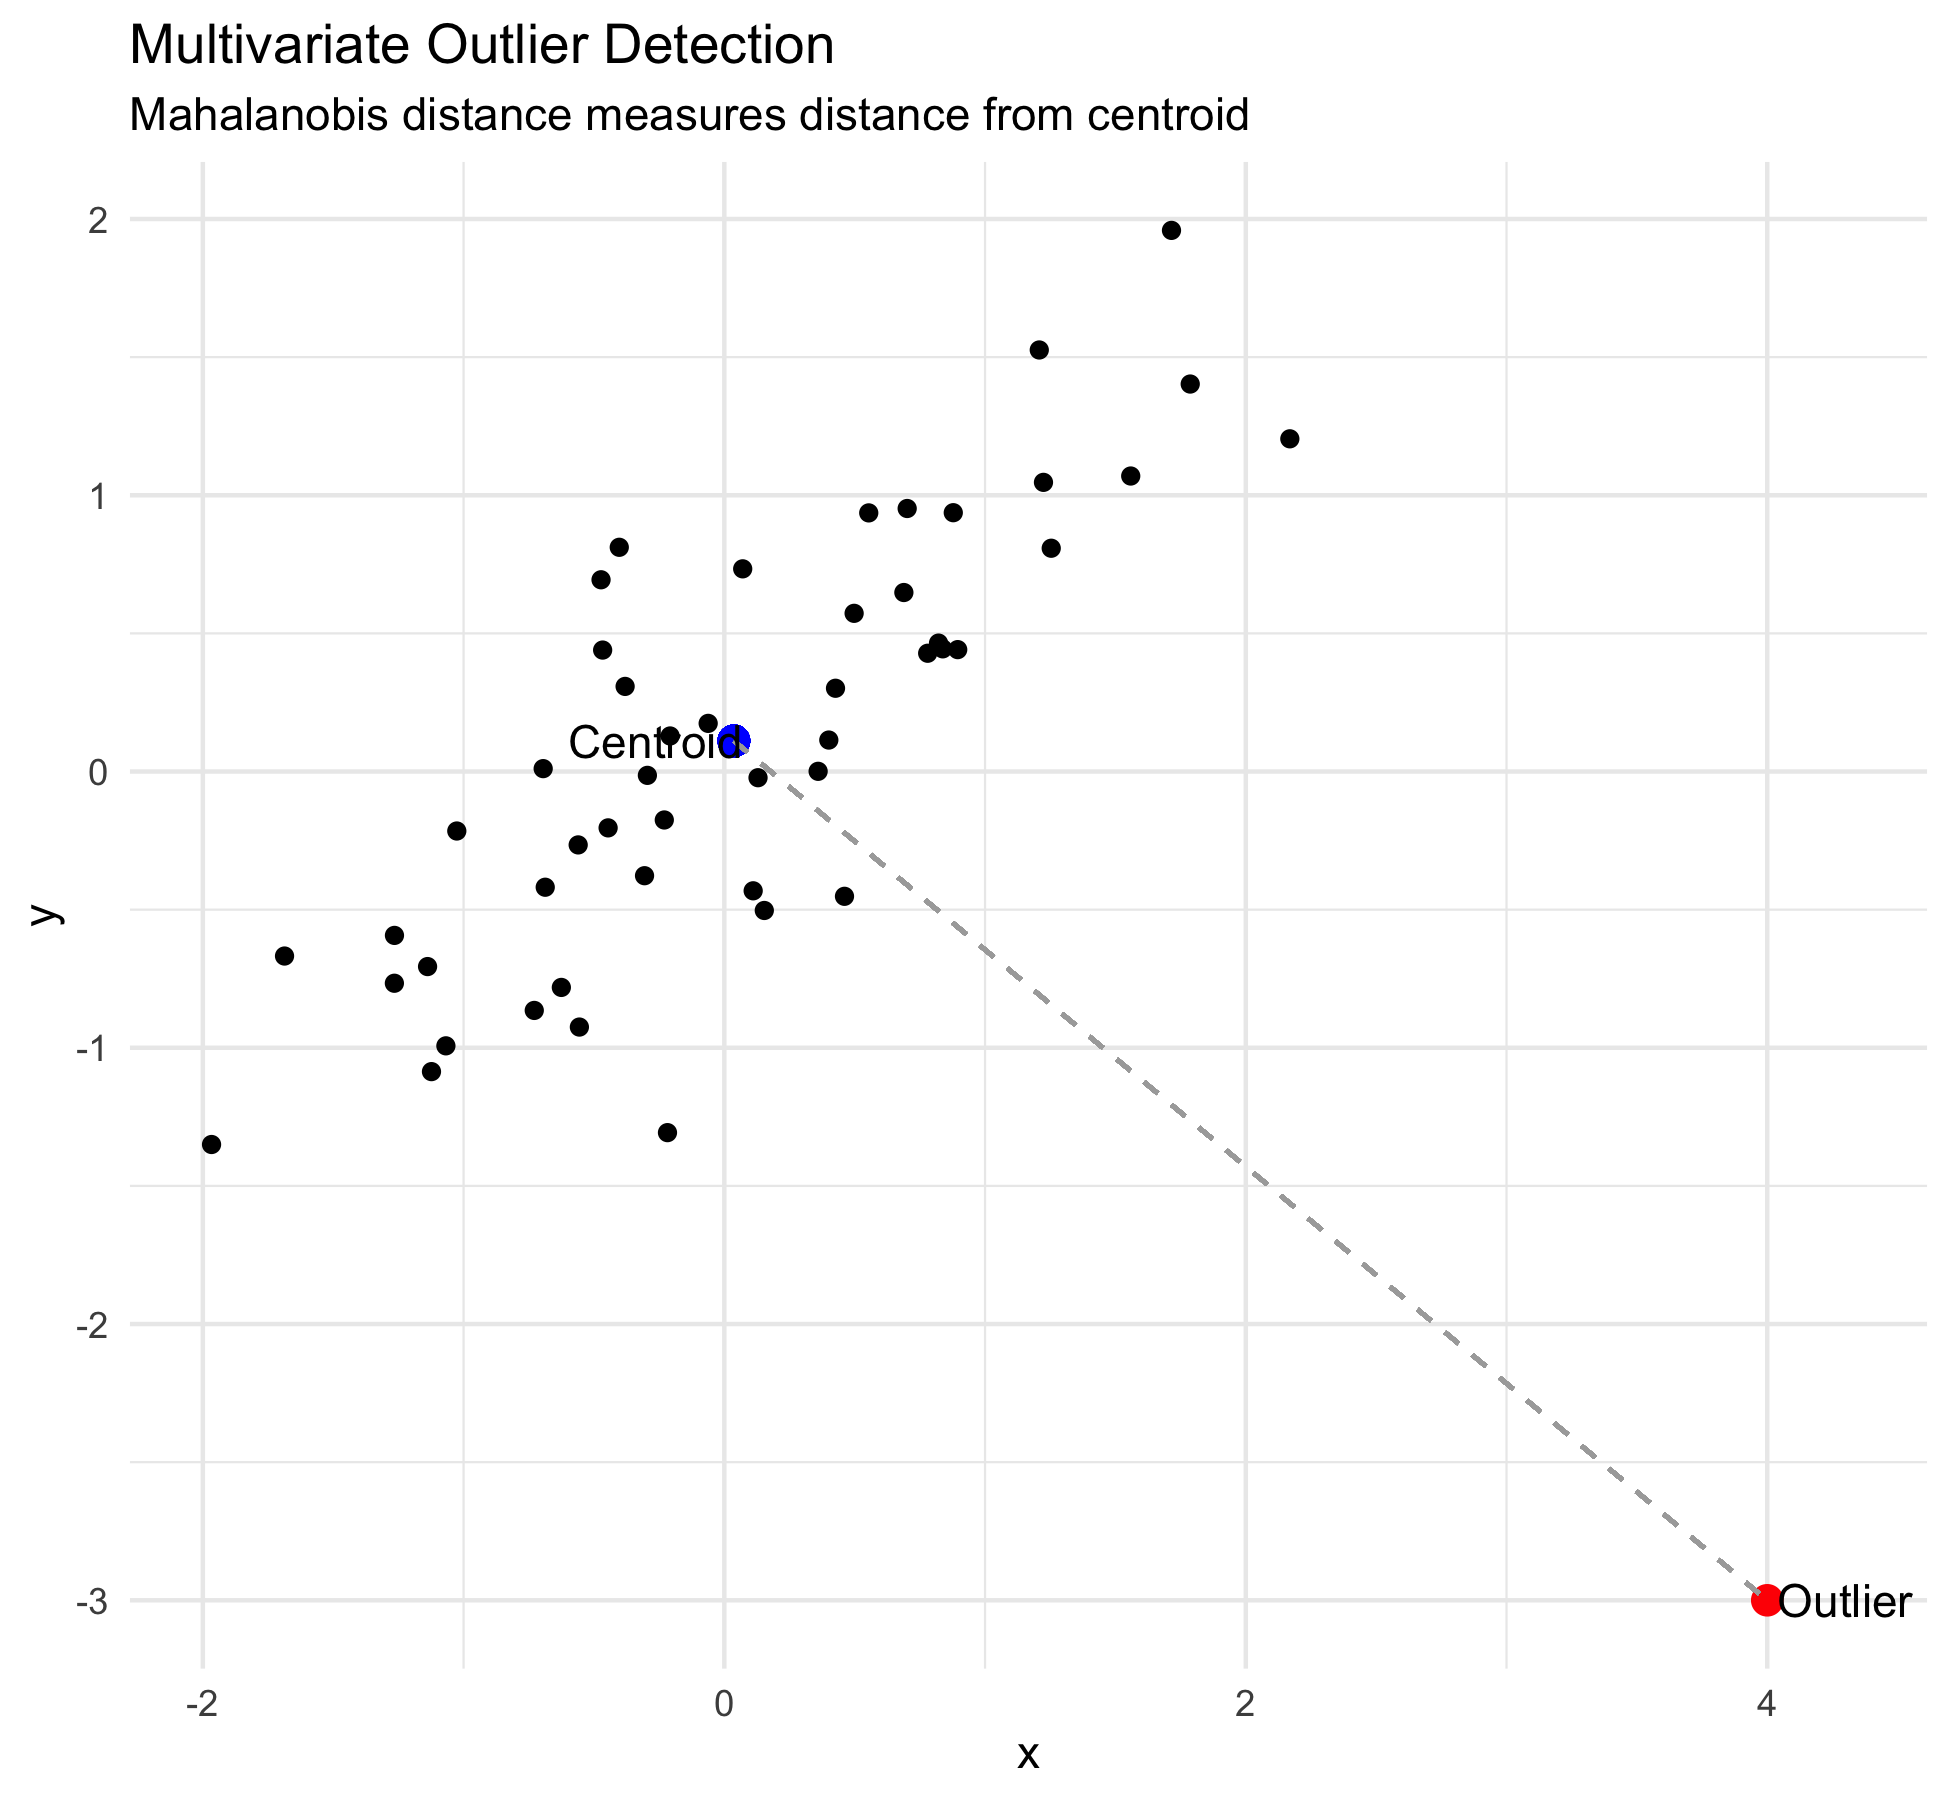 Multivariate Outlier Detection
Mahalanobis distance measures distance from centroid
2
1
0
-1
-2
-3
y
Centroid
Outlier
-2 0 2 4
x